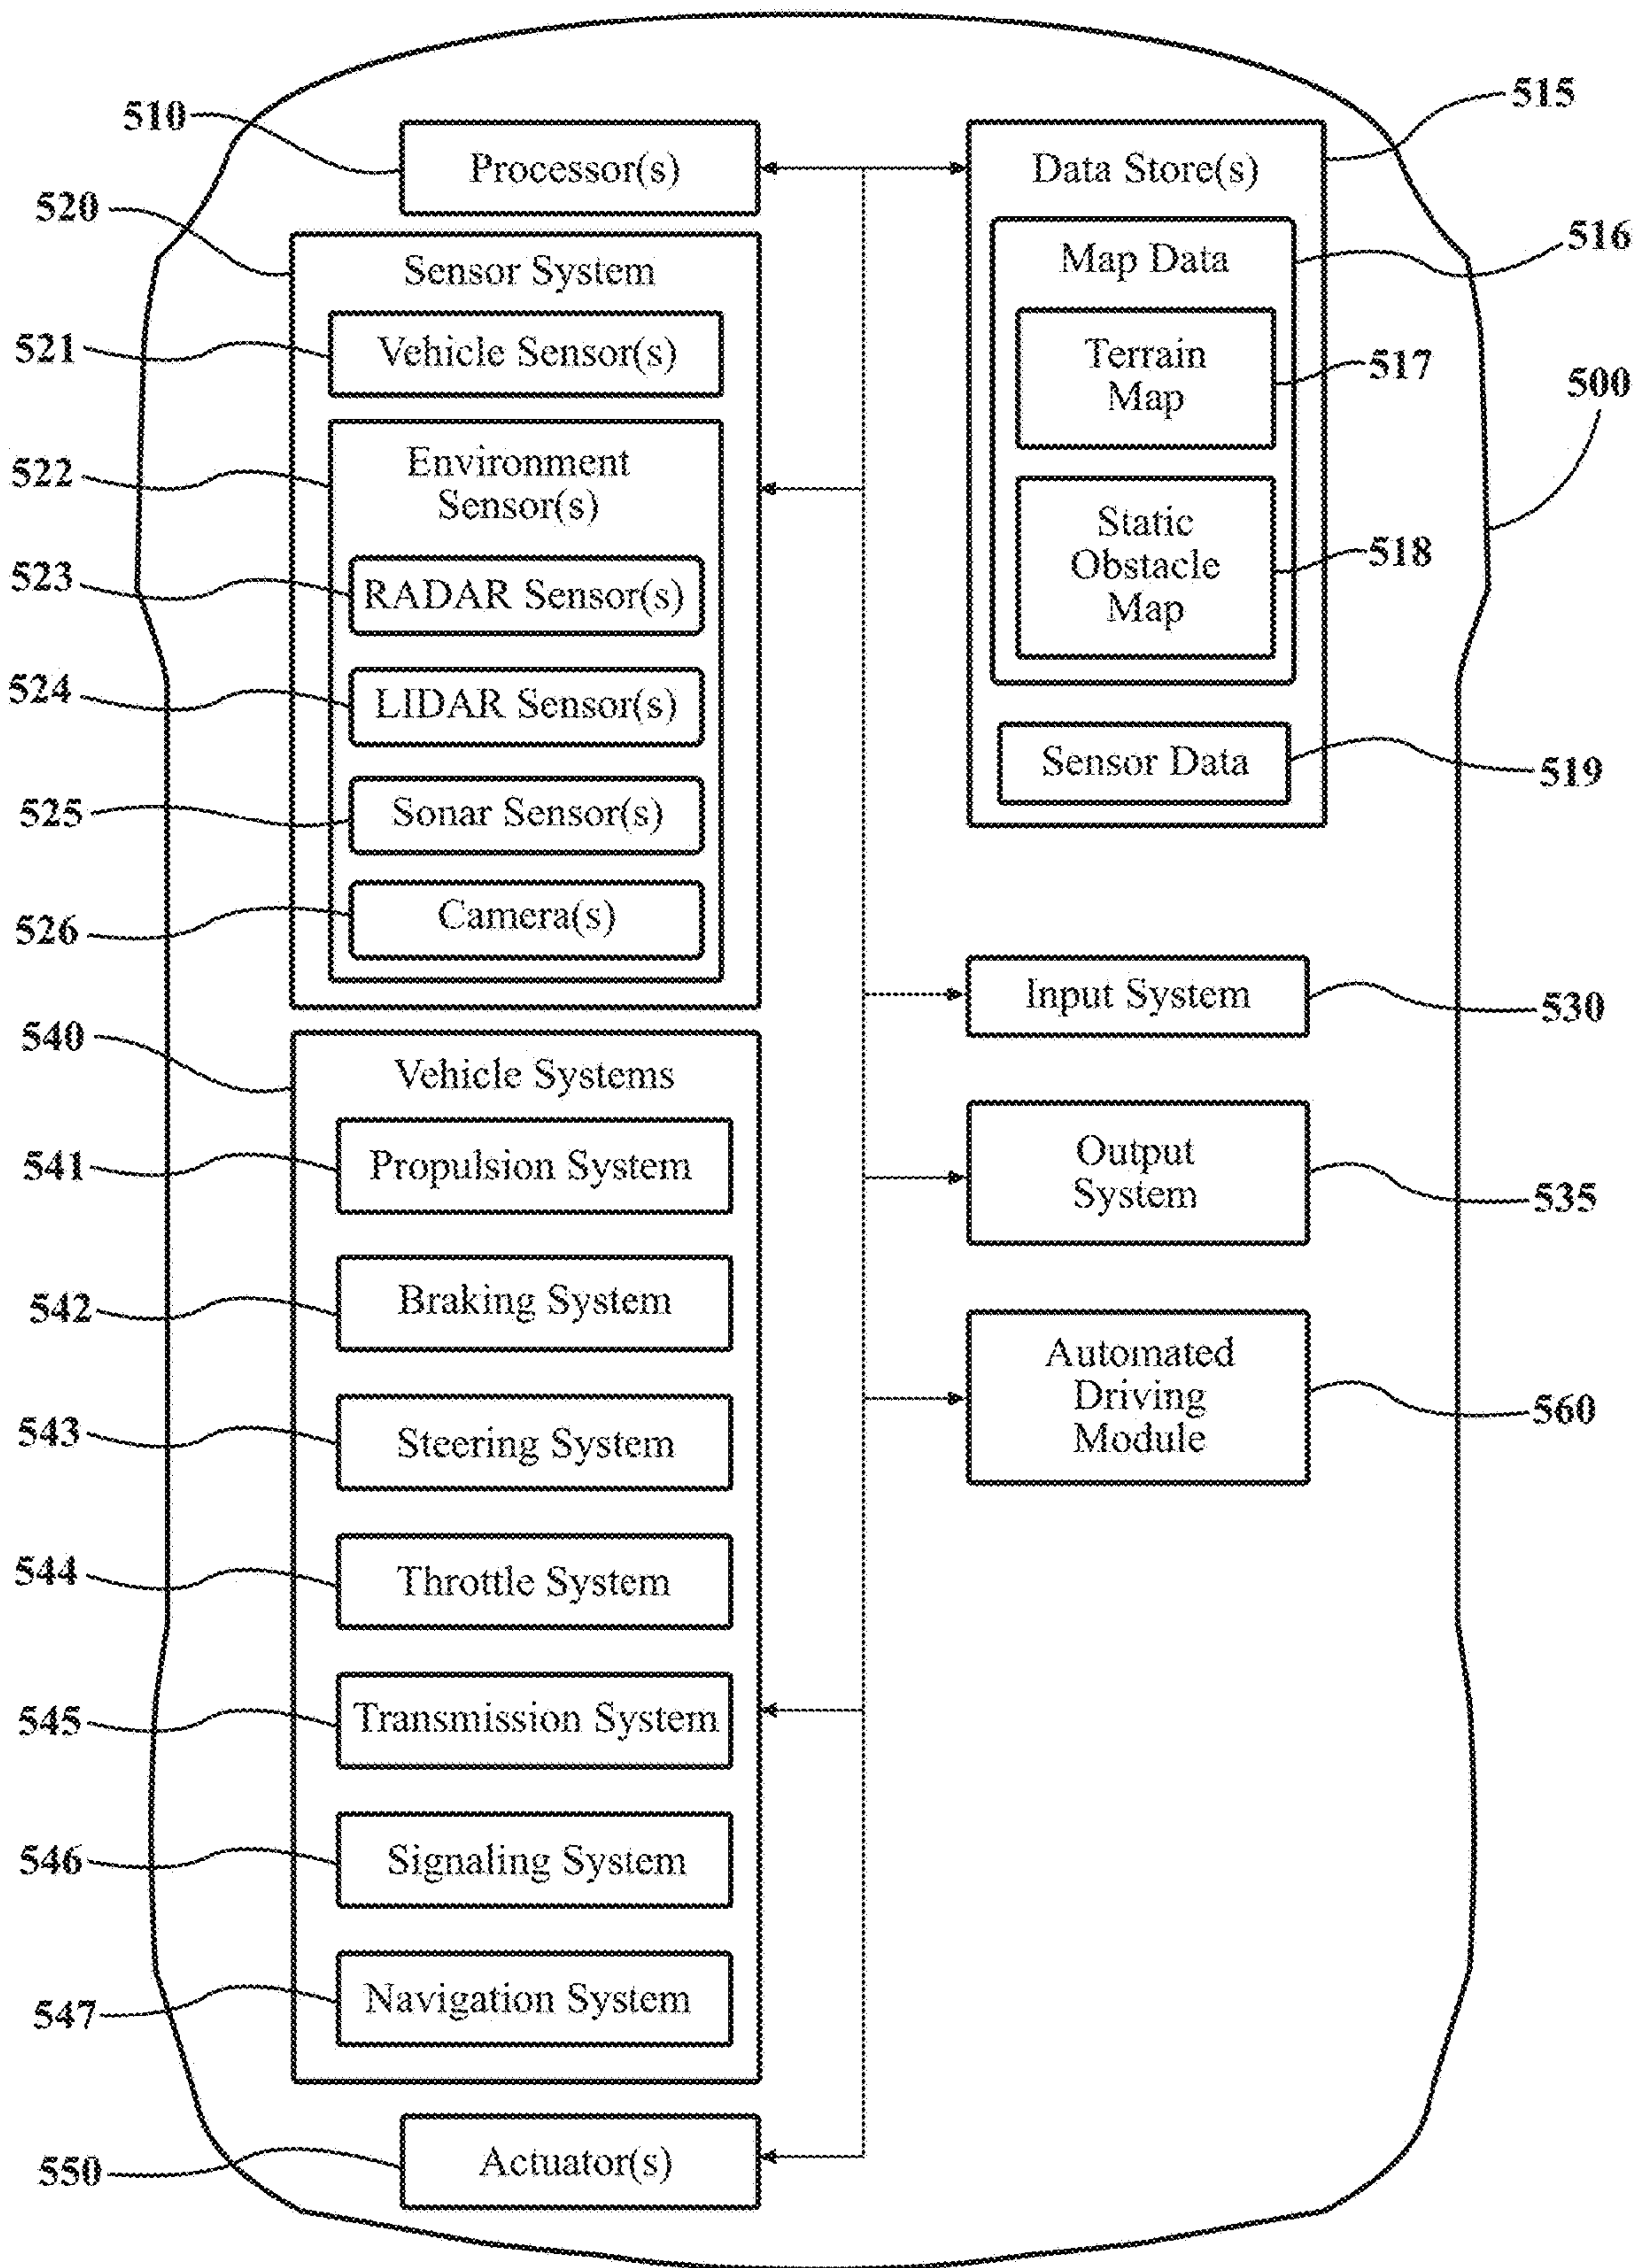 510
Processor(s)
520
Sensor System
521
Vehicle Sensor(s)
522
Environment
Sensor(s)
523
RADAR Sensor(s)
524
LIDAR Sensor(s)
525
Sonar Sensor(s)
526
Camera(s)
540
Vehicle Systems
541
Propulsion System
542
Braking System
543
Steering System
544
Throttle System
545
Transmission System
546
Signaling System
547
Navigation System
550
Actuator(s)
515
Data Store(s)
516
Map Data
Terrain
Map
517
500
Static
Obstacle
Map
518
Sensor Data
519
Input System
530
Output
System
535
Automated
Driving
Module
560